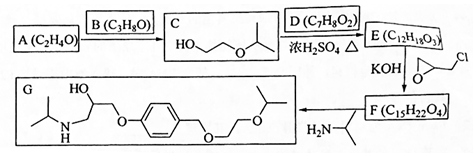 A (C₂H₄O)
B (C₃H₈O)
C
HO
O
D (C₇H₈O₂)
浓H₂SO₄ △
E (C₁₂H₁₈O₃)
KOH
O
Cl
F (C₁₅H₂₂O₄)
H₂N
G
HO
N
H
O
O
O